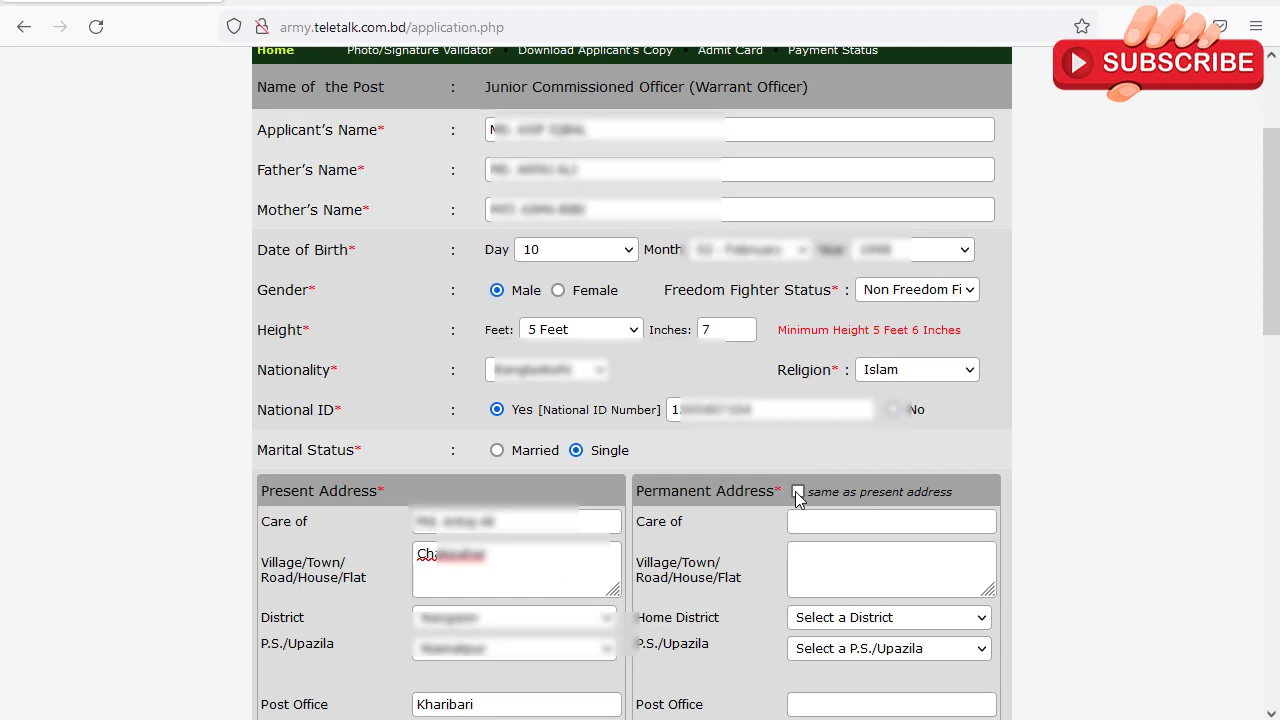 army.teletalk.com.bd/application.php
SUBSCRIBE
Home Photo/Signature Validator • Download Applicant's Copy • Admit Card • Payment Status
Name of the Post : Junior Commissioned Officer (Warrant Officer)
Applicant's Name* :
Father's Name* :
Mother's Name* :
Date of Birth* : Day 10 Month
Gender* : Male Female Freedom Fighter Status* : Non Freedom Fi
Height* : Feet: 5 Feet Inches: 7 Minimum Height 5 Feet 6 Inches
Nationality* : Religion* : Islam
National ID* : Yes [National ID Number] No
Marital Status* : Married Single
Present Address* Permanent Address* same as present address
Care of Care of
Village/Town/ Village/Town/
Road/House/Flat Road/House/Flat
District Home District Select a District
P.S./Upazila P.S./Upazila Select a P.S./Upazila
Post Office Kharibari Post Office